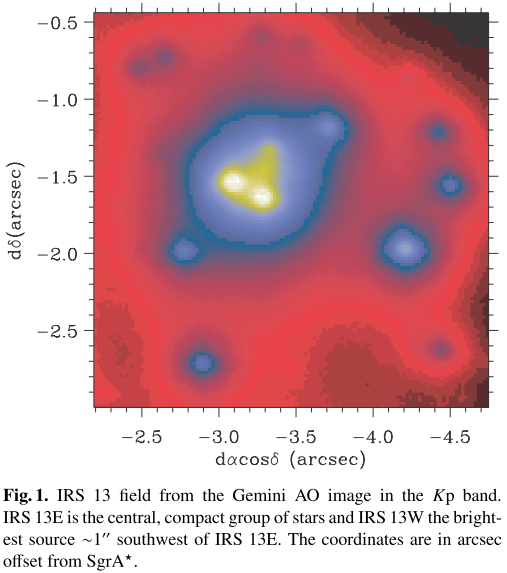 −0.5
−1.0
−1.5
−2.0
−2.5
dδ(arcsec)
−2.5 −3.0 −3.5 −4.0 −4.5
dαcosδ (arcsec)
Fig. 1. IRS 13 field from the Gemini AO image in the Kp band.
IRS 13E is the central, compact group of stars and IRS 13W the bright-
est source ~1″ southwest of IRS 13E. The coordinates are in arcsec
offset from SgrA⋆.